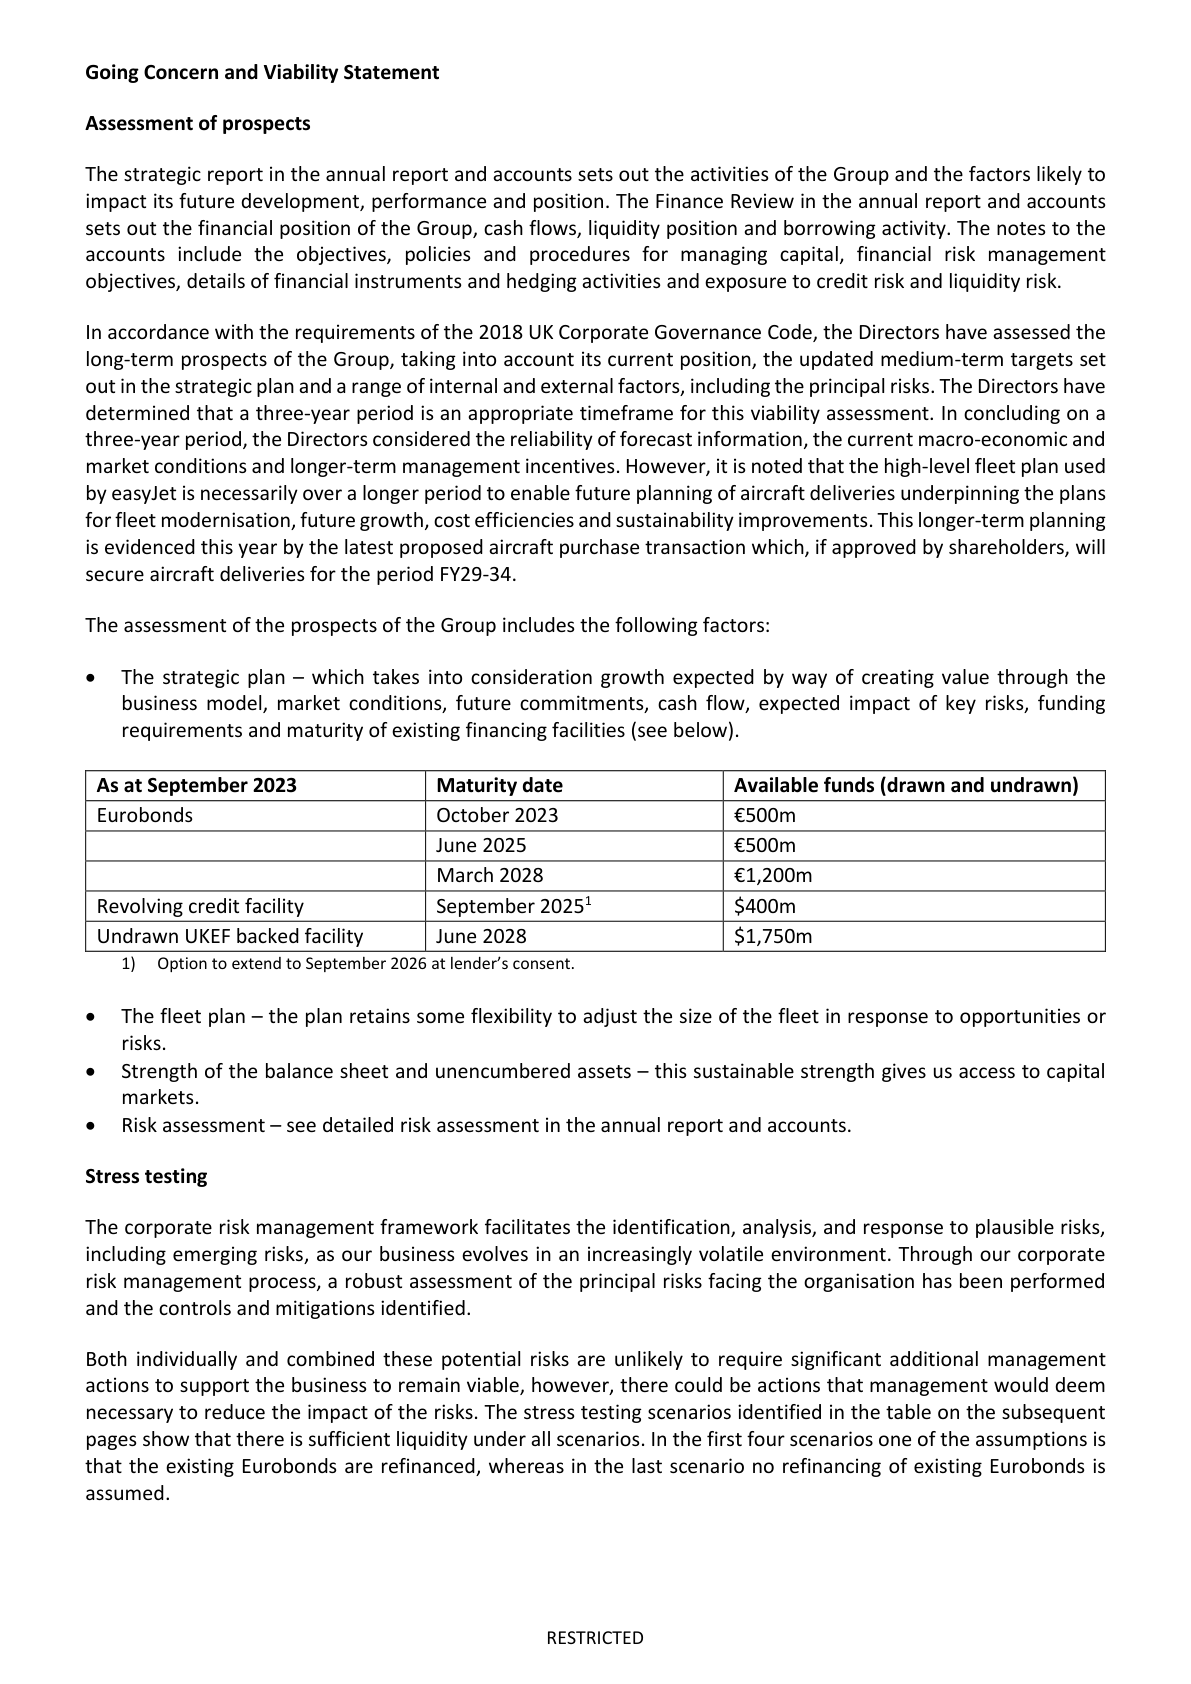 Going Concern and Viability Statement
Assessment of prospects
The strategic report in the annual report and accounts sets out the activities of the Group and the factors likely to
impact its future development, performance and position. The Finance Review in the annual report and accounts
sets out the financial position of the Group, cash flows, liquidity position and borrowing activity. The notes to the
accounts include the objectives, policies and procedures for managing capital, financial risk management
objectives, details of financial instruments and hedging activities and exposure to credit risk and liquidity risk.
In accordance with the requirements of the 2018 UK Corporate Governance Code, the Directors have assessed the
long-term prospects of the Group, taking into account its current position, the updated medium-term targets set
out in the strategic plan and a range of internal and external factors, including the principal risks. The Directors have
determined that a three-year period is an appropriate timeframe for this viability assessment. In concluding on a
three-year period, the Directors considered the reliability of forecast information, the current macro-economic and
market conditions and longer-term management incentives. However, it is noted that the high-level fleet plan used
by easyJet is necessarily over a longer period to enable future planning of aircraft deliveries underpinning the plans
for fleet modernisation, future growth, cost efficiencies and sustainability improvements. This longer-term planning
is evidenced this year by the latest proposed aircraft purchase transaction which, if approved by shareholders, will
secure aircraft deliveries for the period FY29-34.
The assessment of the prospects of the Group includes the following factors:
• The strategic plan – which takes into consideration growth expected by way of creating value through the
business model, market conditions, future commitments, cash flow, expected impact of key risks, funding
requirements and maturity of existing financing facilities (see below).
As at September 2023 Maturity date Available funds (drawn and undrawn)
Eurobonds October 2023 €500m
June 2025 €500m
March 2028 €1,200m
Revolving credit facility September 2025¹ $400m
Undrawn UKEF backed facility June 2028 $1,750m
1) Option to extend to September 2026 at lender’s consent.
• The fleet plan – the plan retains some flexibility to adjust the size of the fleet in response to opportunities or
risks.
• Strength of the balance sheet and unencumbered assets – this sustainable strength gives us access to capital
markets.
• Risk assessment – see detailed risk assessment in the annual report and accounts.
Stress testing
The corporate risk management framework facilitates the identification, analysis, and response to plausible risks,
including emerging risks, as our business evolves in an increasingly volatile environment. Through our corporate
risk management process, a robust assessment of the principal risks facing the organisation has been performed
and the controls and mitigations identified.
Both individually and combined these potential risks are unlikely to require significant additional management
actions to support the business to remain viable, however, there could be actions that management would deem
necessary to reduce the impact of the risks. The stress testing scenarios identified in the table on the subsequent
pages show that there is sufficient liquidity under all scenarios. In the first four scenarios one of the assumptions is
that the existing Eurobonds are refinanced, whereas in the last scenario no refinancing of existing Eurobonds is
assumed.
RESTRICTED